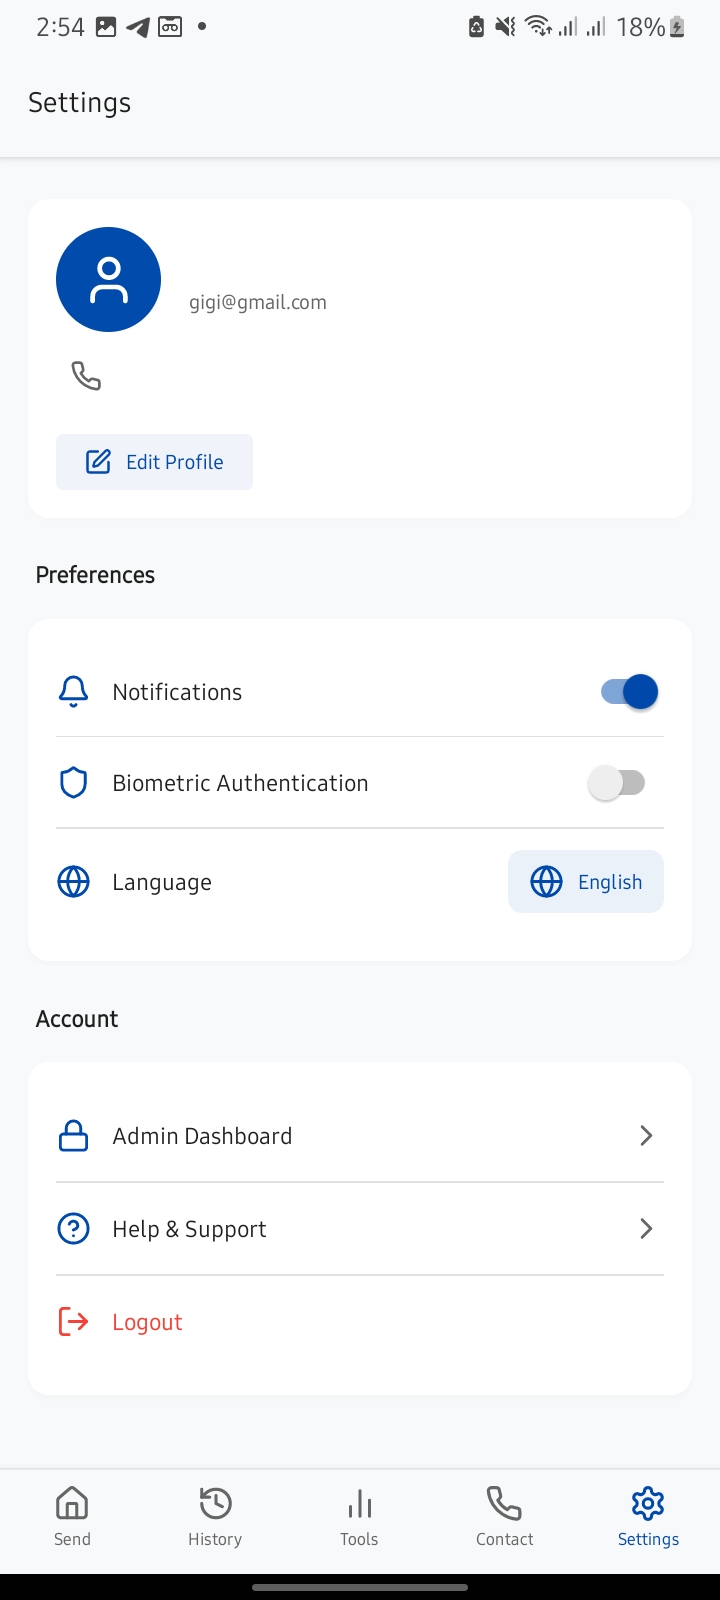 2:54 18%
Settings
gigi@gmail.com
Edit Profile
Preferences
Notifications
Biometric Authentication
Language English
Account
Admin Dashboard
Help & Support
Logout
Send History Tools Contact Settings